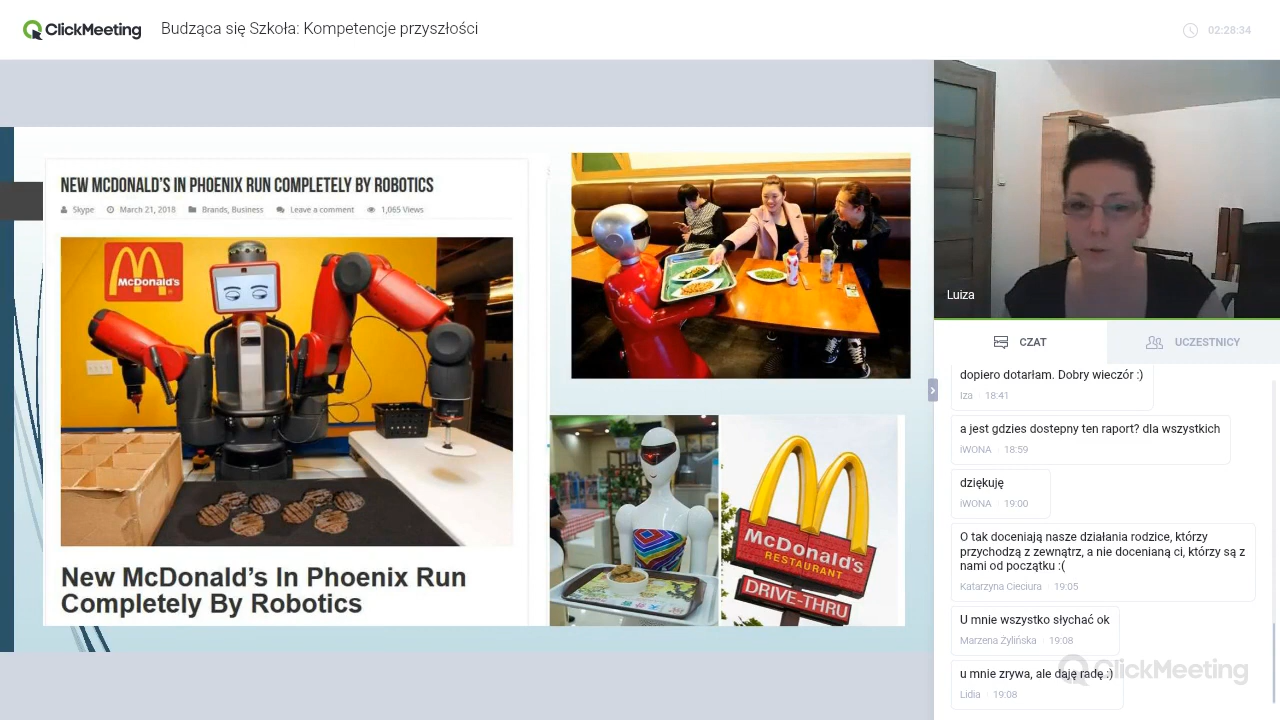 ClickMeeting
Budząca się Szkoła: Kompetencje przyszłości
02:28:34
NEW MCDONALD'S IN PHOENIX RUN COMPLETELY BY ROBOTICS
Skype March 21, 2018 Brands, Business Leave a comment 1,065 Views
McDonald's
New McDonald's In Phoenix Run
Completely By Robotics
McDonald's
RESTAURANT
DRIVE-THRU
Luiza
CZAT
UCZESTNICY
dopiero dotarłam. Dobry wieczór :)
Iza 18:41
a jest gdzies dostepny ten raport? dla wszystkich
iWONA 18:59
dziękuję
iWONA 19:00
O tak doceniają nasze działania rodzice, którzy
przychodzą z zewnątrz, a nie docenianą ci, którzy są z
nami od początku :(
Katarzyna Cieciura 19:05
U mnie wszystko słychać ok
Marzena Żylińska 19:08
u mnie zrywa, ale daję radę :)
Lidia 19:08
ClickMeeting